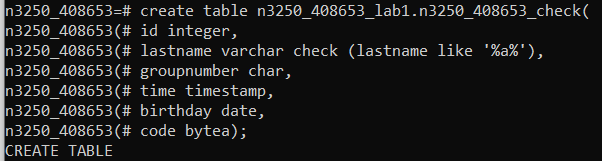 n3250_408653=# create table n3250_408653_lab1.n3250_408653_check(
n3250_408653(# id integer,
n3250_408653(# lastname varchar check (lastname like '%a%'),
n3250_408653(# groupnumber char,
n3250_408653(# time timestamp,
n3250_408653(# birthday date,
n3250_408653(# code bytea);
CREATE TABLE